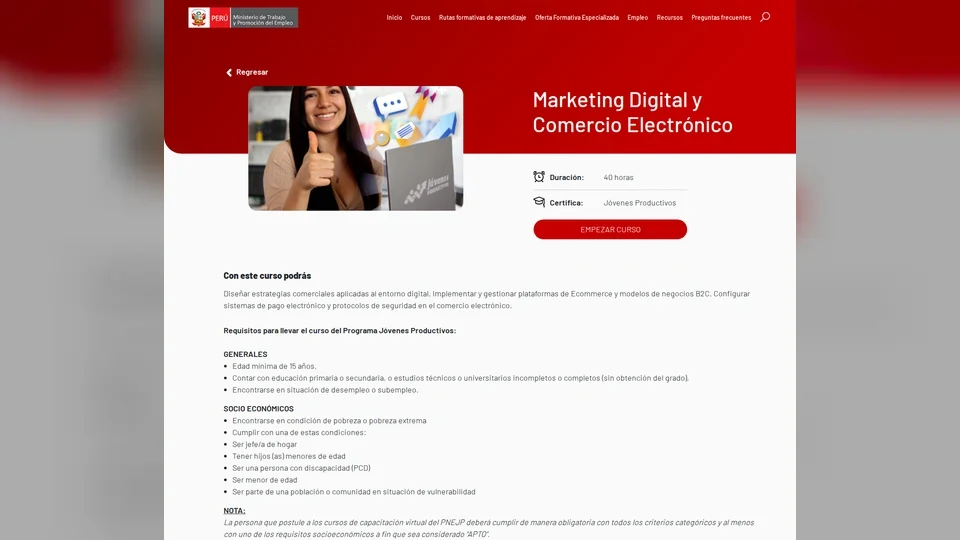 PERÚ
Ministerio de Trabajo
y Promoción del Empleo
Inicio Cursos Rutas formativas de aprendizaje Oferta Formativa Especializada Empleo Recursos Preguntas frecuentes
Regresar
Marketing Digital y
Comercio Electrónico
Jóvenes
Duración: 40 horas
Certifica: Jóvenes Productivos
EMPEZAR CURSO
Con este curso podrás
Diseñar estrategias comerciales aplicadas al entorno digital. Implementar y gestionar plataformas de Ecommerce y modelos de negocios B2C. Configurar
sistemas de pago electrónico y protocolos de seguridad en el comercio electrónico.
Requisitos para llevar el curso del Programa Jóvenes Productivos:
GENERALES
Edad mínima de 15 años.
Contar con educación primaria o secundaria, o estudios técnicos o universitarios incompletos o completos (sin obtención del grado).
Encontrarse en situación de desempleo o subempleo.
SOCIO ECONÓMICOS
Encontrarse en condición de pobreza o pobreza extrema
Cumplir con una de estas condiciones:
Ser jefe/a de hogar
Tener hijos (as) menores de edad
Ser una persona con discapacidad (PCD)
Ser menor de edad
Ser parte de una población o comunidad en situación de vulnerabilidad
NOTA:
La persona que postule a los cursos de capacitación virtual del PNEJP deberá cumplir de manera obligatoria con todos los criterios categóricos y al menos
con uno de los requisitos socioeconómicos a fin que sea considerado "APTO".